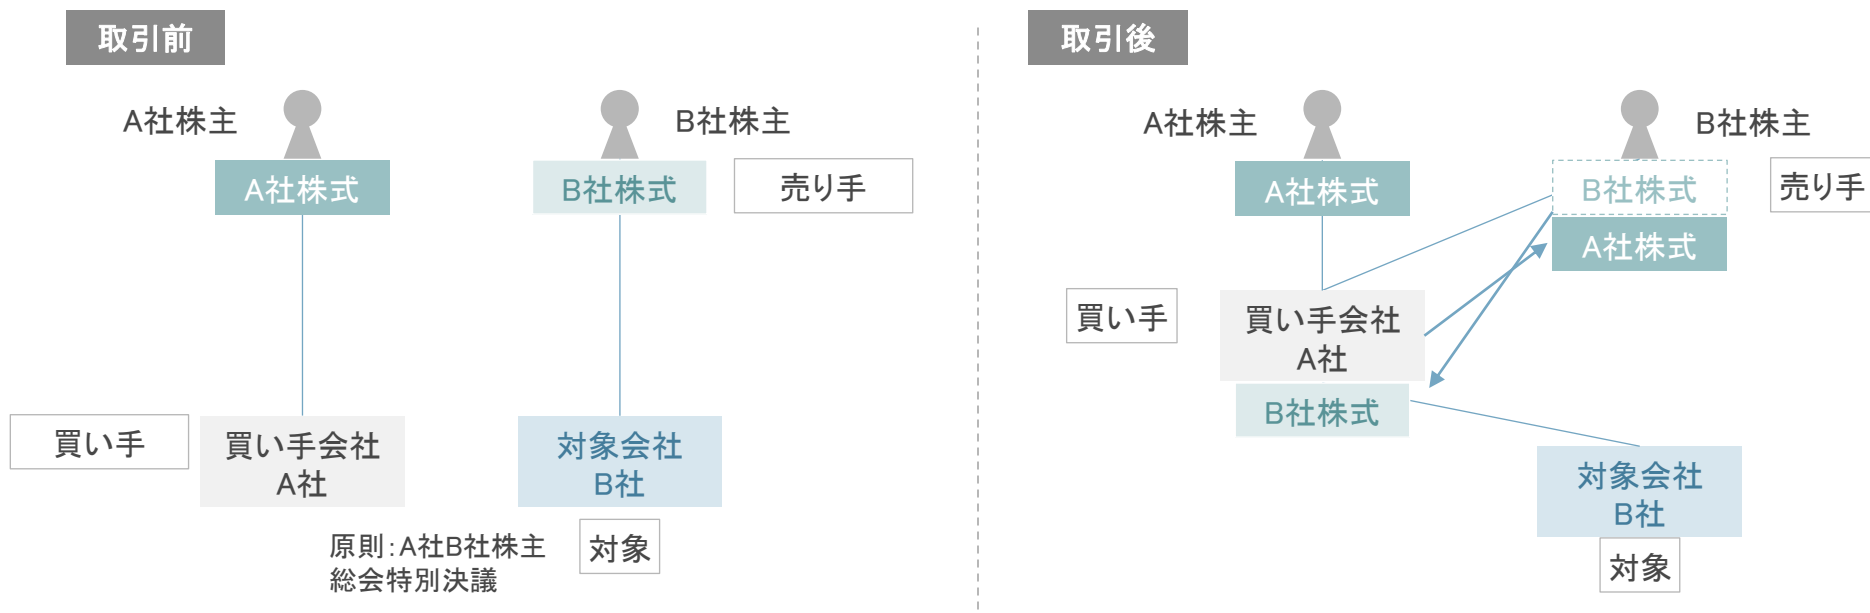 取引前
A社株主
B社株主
A社株式
B社株式
売り手
買い手
買い手会社
A社
対象会社
B社
原則:A社B社株主
総会特別決議
対象
取引後
A社株主
B社株主
A社株式
B社株式
売り手
A社株式
買い手
買い手会社
A社
B社株式
対象会社
B社
対象